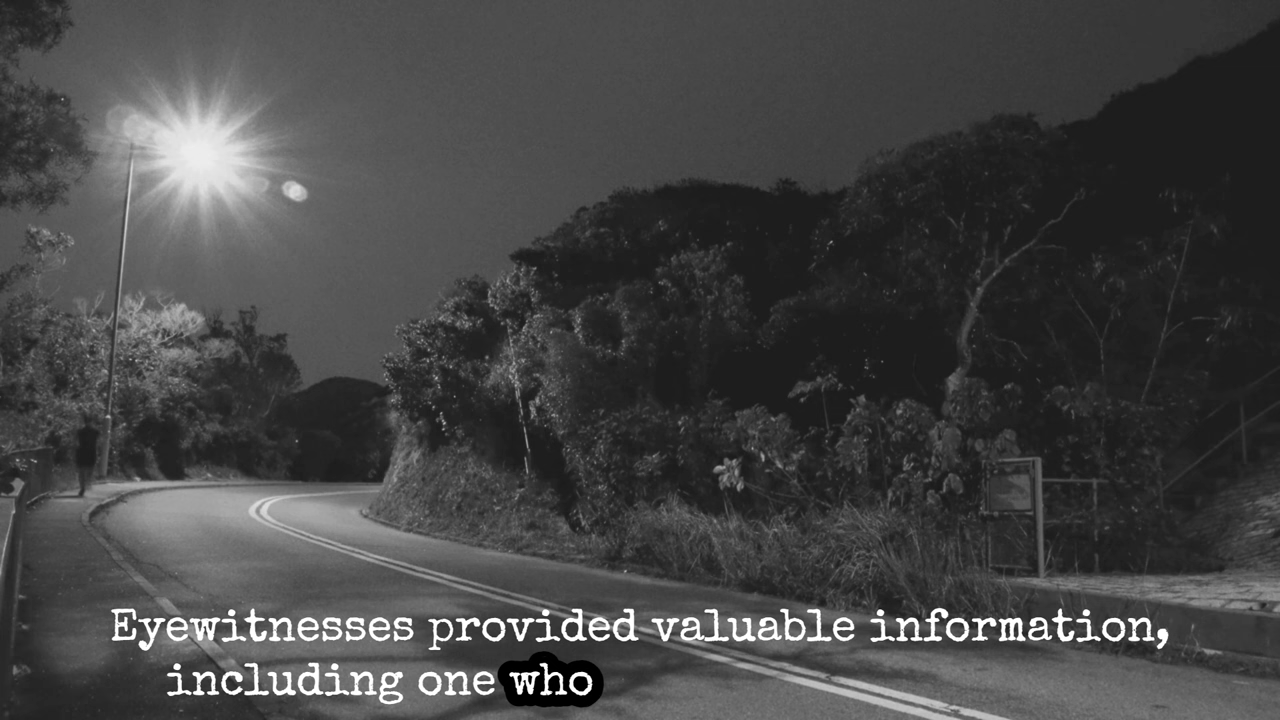 Eyewitnesses provided valuable information,
including one who